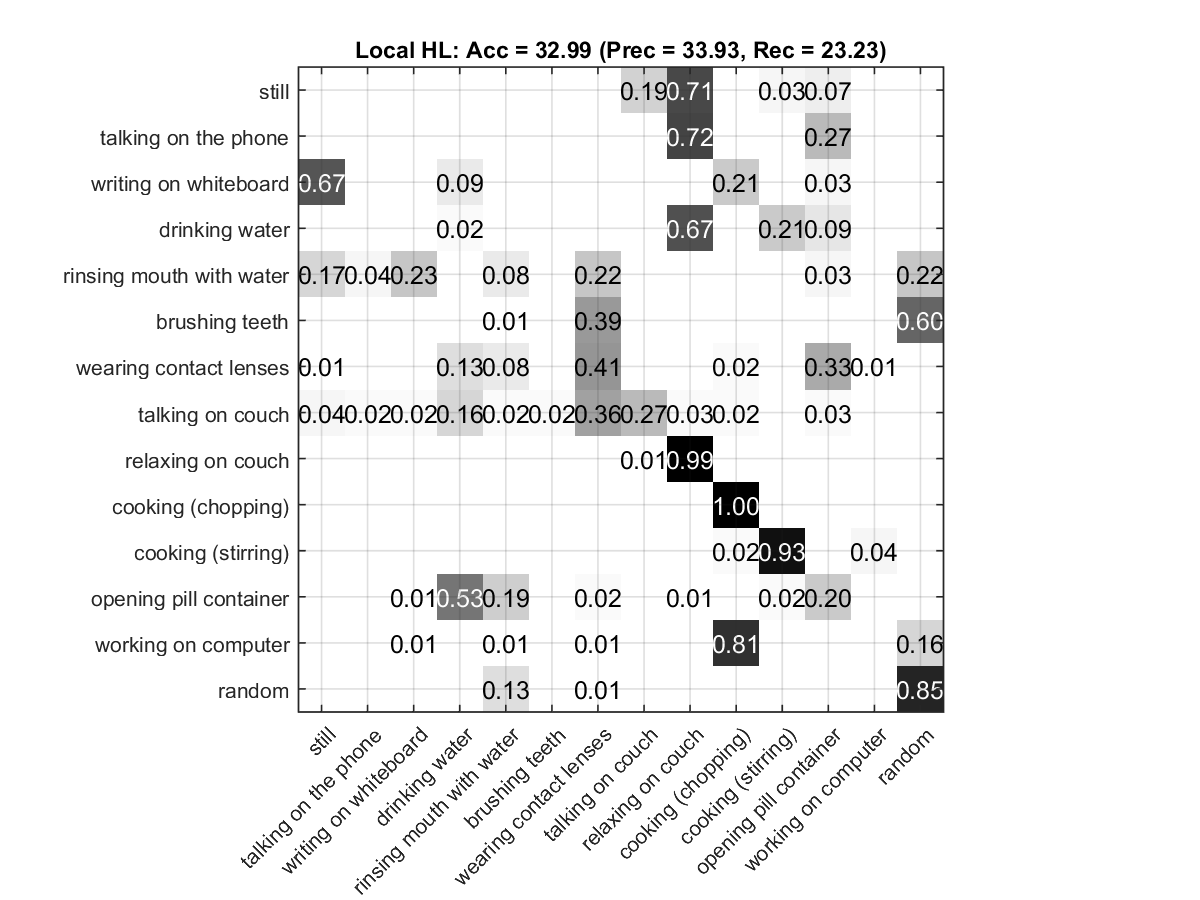 Local HL: Acc = 32.99 (Prec = 33.93, Rec = 23.23)
still 0.19 0.71 0.03 0.07
talking on the phone 0.72 0.27
writing on whiteboard 0.67 0.09 0.21 0.03
drinking water 0.02 0.67 0.21 0.09
rinsing mouth with water 0.17 0.04 0.23 0.08 0.22 0.03 0.22
brushing teeth 0.01 0.39 0.60
wearing contact lenses 0.01 0.13 0.08 0.41 0.02 0.33 0.01
talking on couch 0.04 0.02 0.02 0.16 0.02 0.02 0.36 0.27 0.03 0.02 0.03
relaxing on couch 0.01 0.99
cooking (chopping) 1.00
cooking (stirring) 0.02 0.93 0.04
opening pill container 0.01 0.53 0.19 0.02 0.01 0.02 0.20
working on computer 0.01 0.01 0.01 0.81 0.16
random 0.13 0.01 0.85
still
talking on the phone
writing on whiteboard
drinking water
rinsing mouth with water
brushing teeth
wearing contact lenses
talking on couch
relaxing on couch
cooking (chopping)
cooking (stirring)
opening pill container
working on computer
random